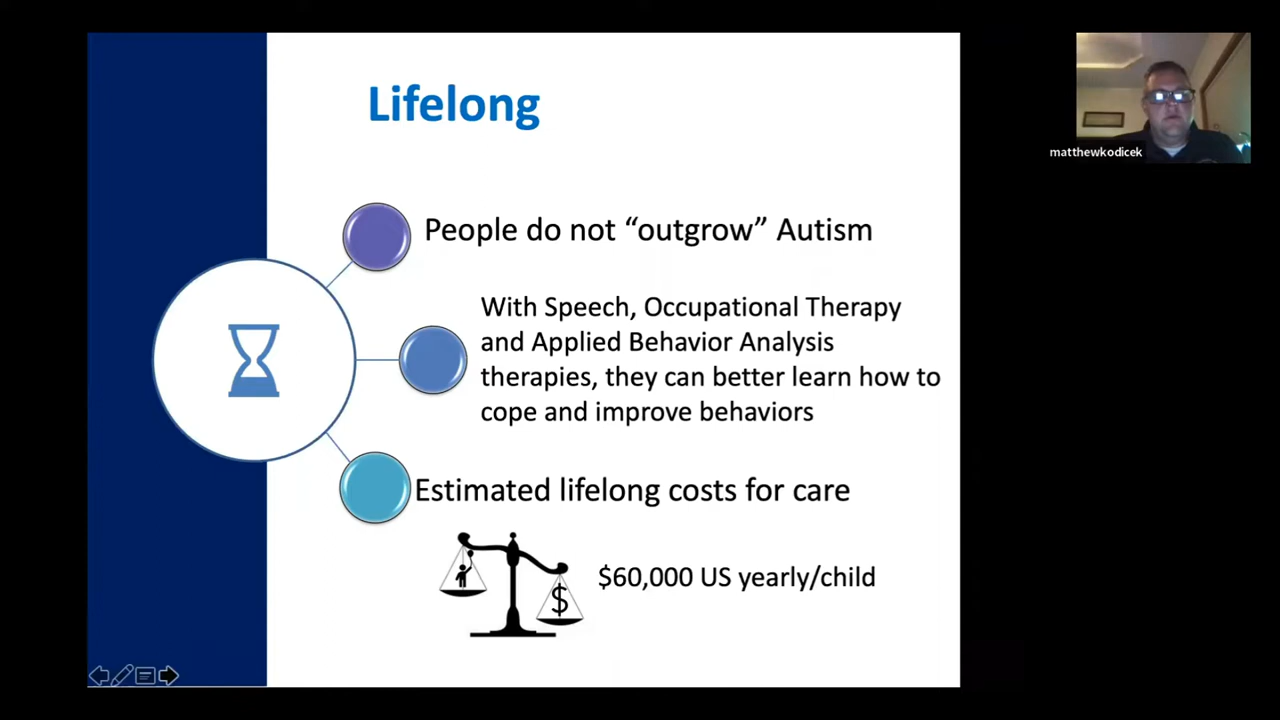 Lifelong
People do not “outgrow” Autism
With Speech, Occupational Therapy
and Applied Behavior Analysis
therapies, they can better learn how to
cope and improve behaviors
Estimated lifelong costs for care
$
$60,000 US yearly/child
matthewkodicek